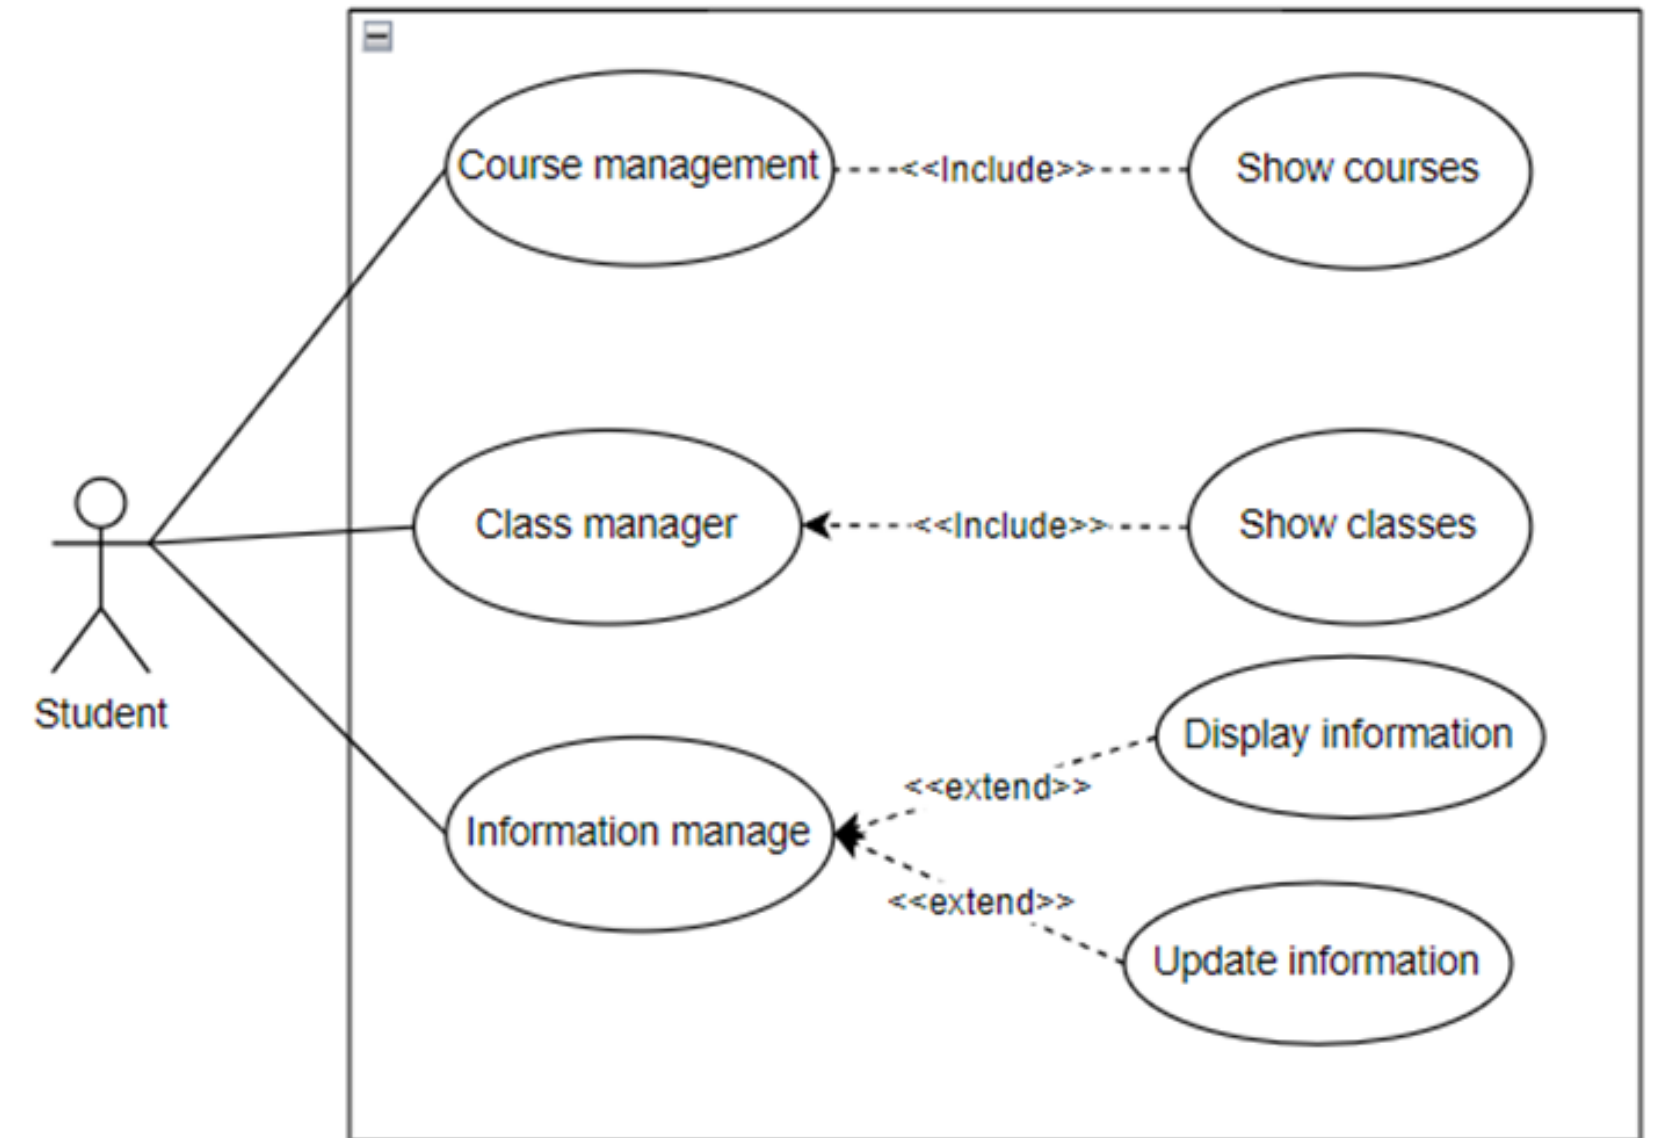 Course management
<<Include>>
Show courses
Class manager
<<Include>>
Show classes
Student
Display information
<<extend>>
Information manage
<<extend>>
Update information